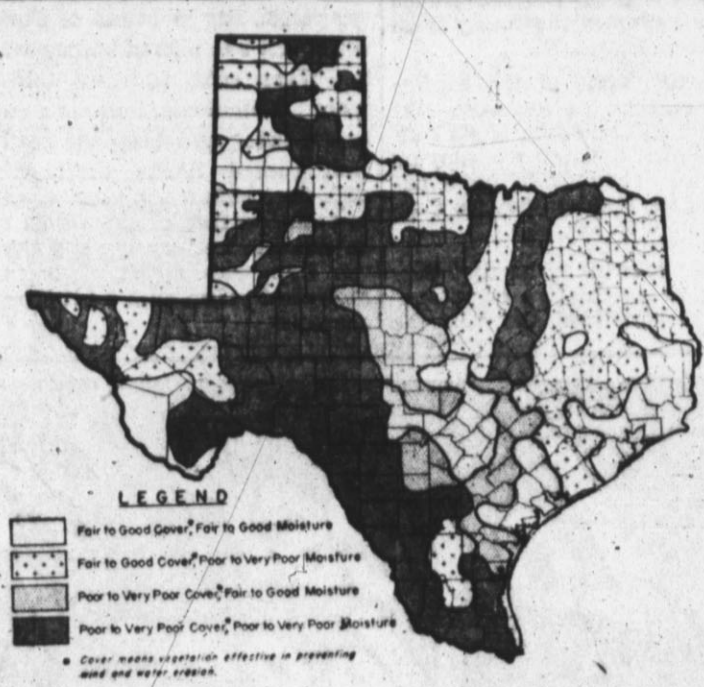 LEGEND
Fair to Good Cover,* Fair to Good Moisture
Fair to Good Cover,* Poor to Very Poor Moisture
Poor to Very Poor Cover,* Fair to Good Moisture
Poor to Very Poor Cover,* Poor to Very Poor Moisture
* Cover means vegetation effective in preventing
wind and water erosion.